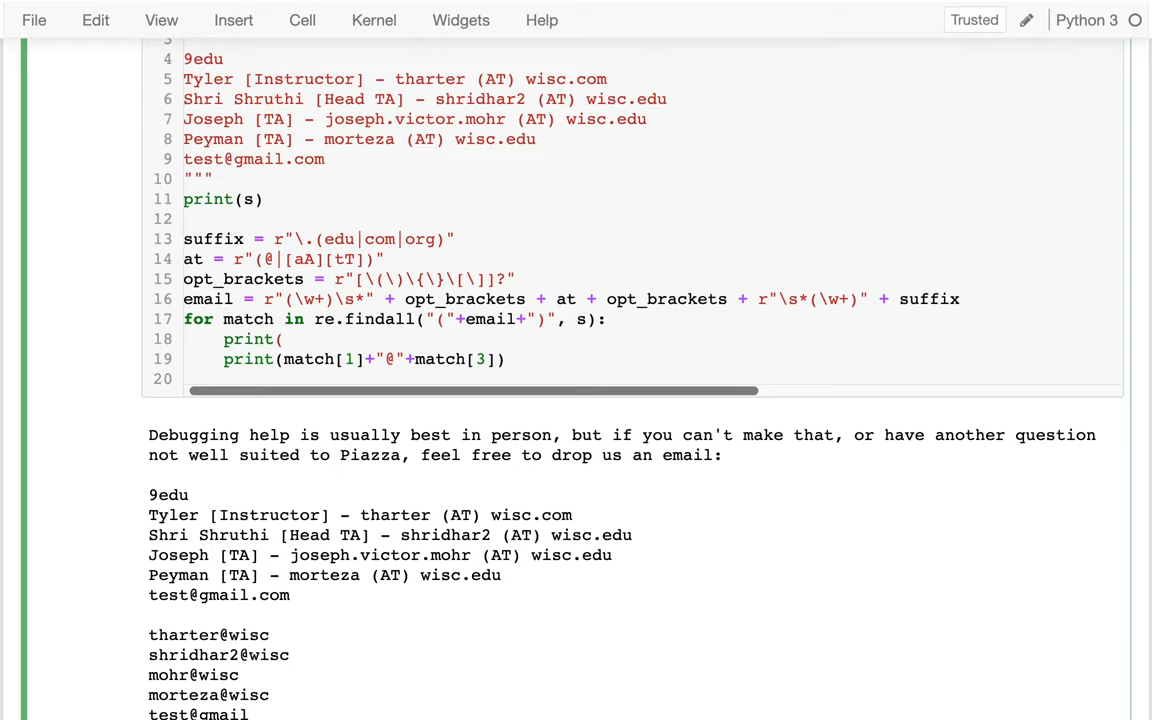 File Edit View Insert Cell Kernel Widgets Help Trusted Python 3
3
4 9edu
5 Tyler [Instructor] - tharter (AT) wisc.com
6 Shri Shruthi [Head TA] - shridhar2 (AT) wisc.edu
7 Joseph [TA] - joseph.victor.mohr (AT) wisc.edu
8 Peyman [TA] - morteza (AT) wisc.edu
9 test@gmail.com
10 """
11 print(s)
12
13 suffix = r"\.(edu|com|org)"
14 at = r"(@|[aA][tT])"
15 opt_brackets = r"[\(\)\{\}\[\]]?"
16 email = r"(\w+)\s*" + opt_brackets + at + opt_brackets + r"\s*(\w+)" + suffix
17 for match in re.findall("("+email+")", s):
18     print(
19     print(match[1]+"@"+match[3])
20
Debugging help is usually best in person, but if you can't make that, or have another question
not well suited to Piazza, feel free to drop us an email:
9edu
Tyler [Instructor] - tharter (AT) wisc.com
Shri Shruthi [Head TA] - shridhar2 (AT) wisc.edu
Joseph [TA] - joseph.victor.mohr (AT) wisc.edu
Peyman [TA] - morteza (AT) wisc.edu
test@gmail.com
tharter@wisc
shridhar2@wisc
mohr@wisc
morteza@wisc
test@gmail